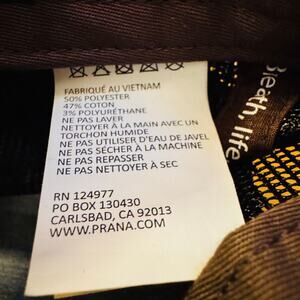 FABRIQUÉ AU VIETNAM
50% POLYESTER
47% COTON
3% POLYURÉTHANE
NE PAS LAVER
NETTOYER À LA MAIN AVEC UN
TORCHON HUMIDE
NE PAS UTILISER D'EAU DE JAVEL
NE PAS SÉCHER À LA MACHINE
NE PAS REPASSER
NE PAS NETTOYER À SEC
RN 124977
PO BOX 130430
CARLSBAD, CA 92013
WWW.PRANA.COM
life